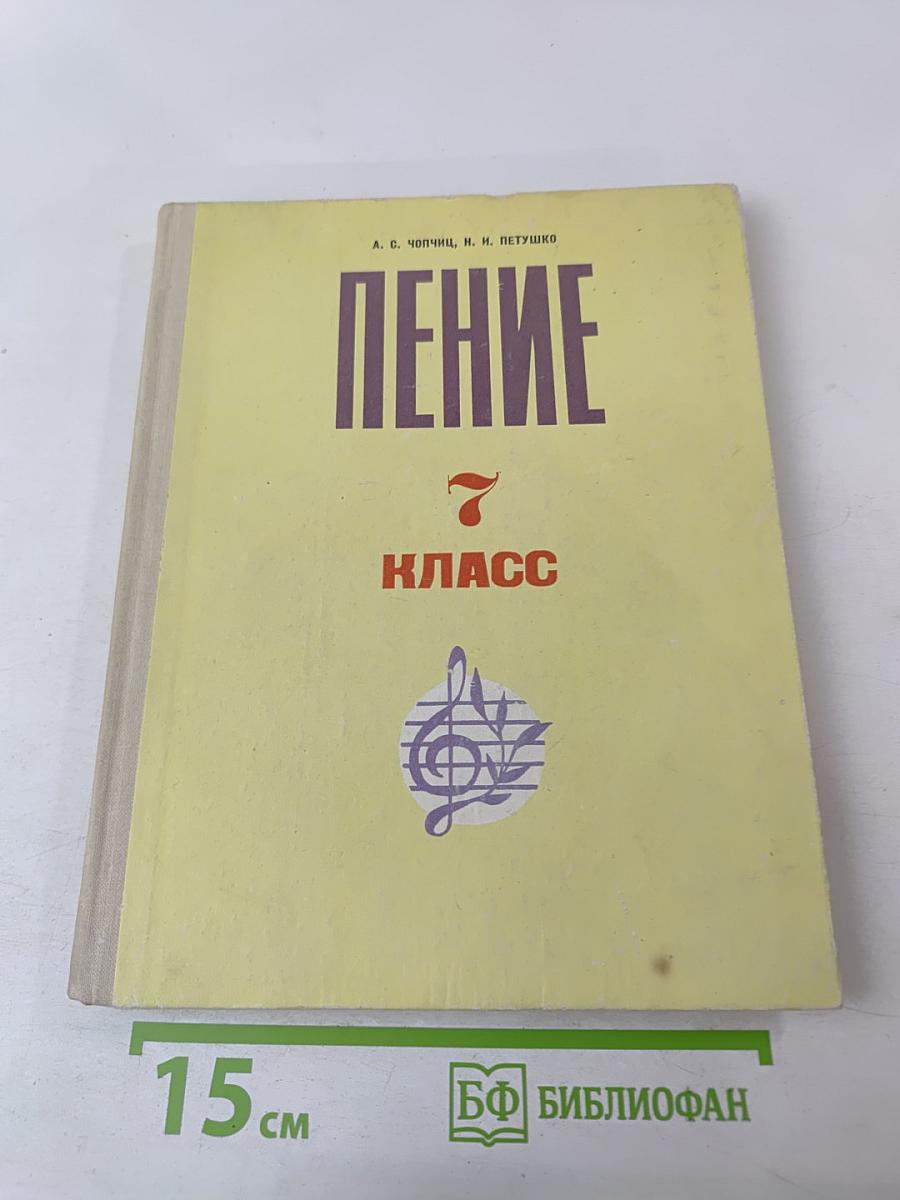 А. С. ЧОПЧИЦ, Н. И. ПЕТУШКО
ПЕНИЕ
7
КЛАСС
15 см
БФ БИБЛИОФАН